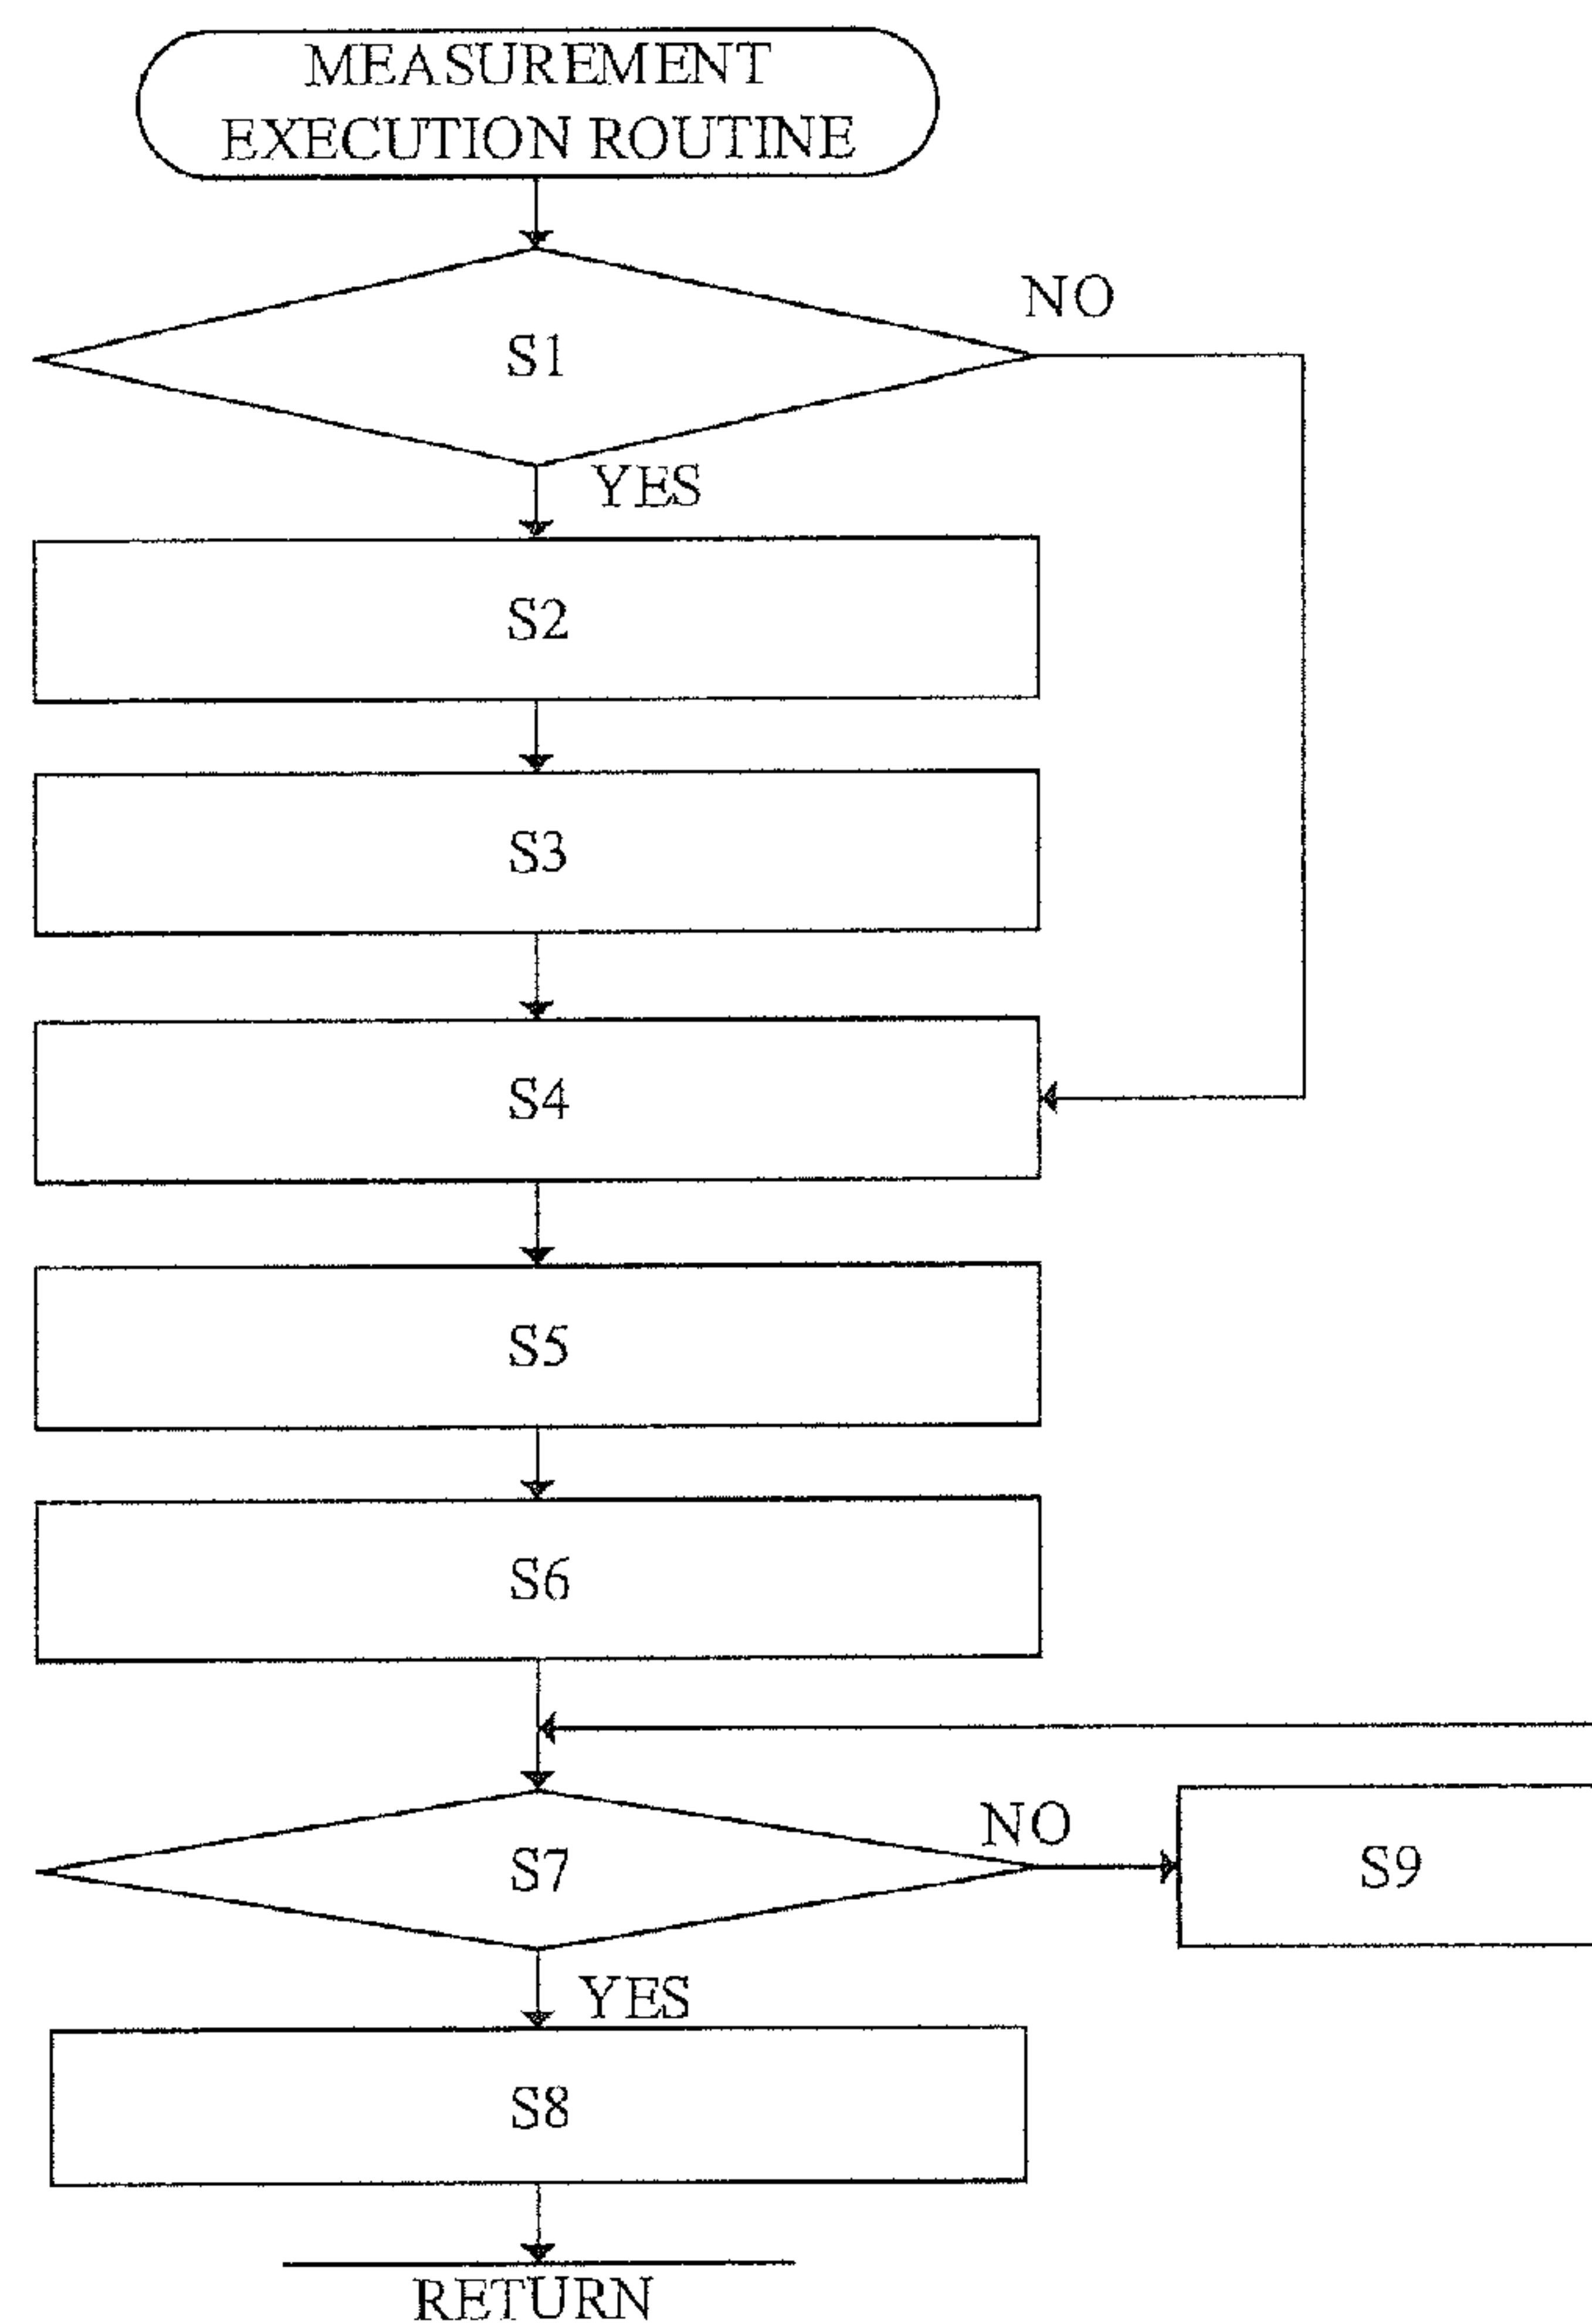 MEASUREMENT
EXECUTION ROUTINE
NO
S1
YES
S2
S3
S4
S5
S6
NO
S7
S9
YES
S8
RETURN